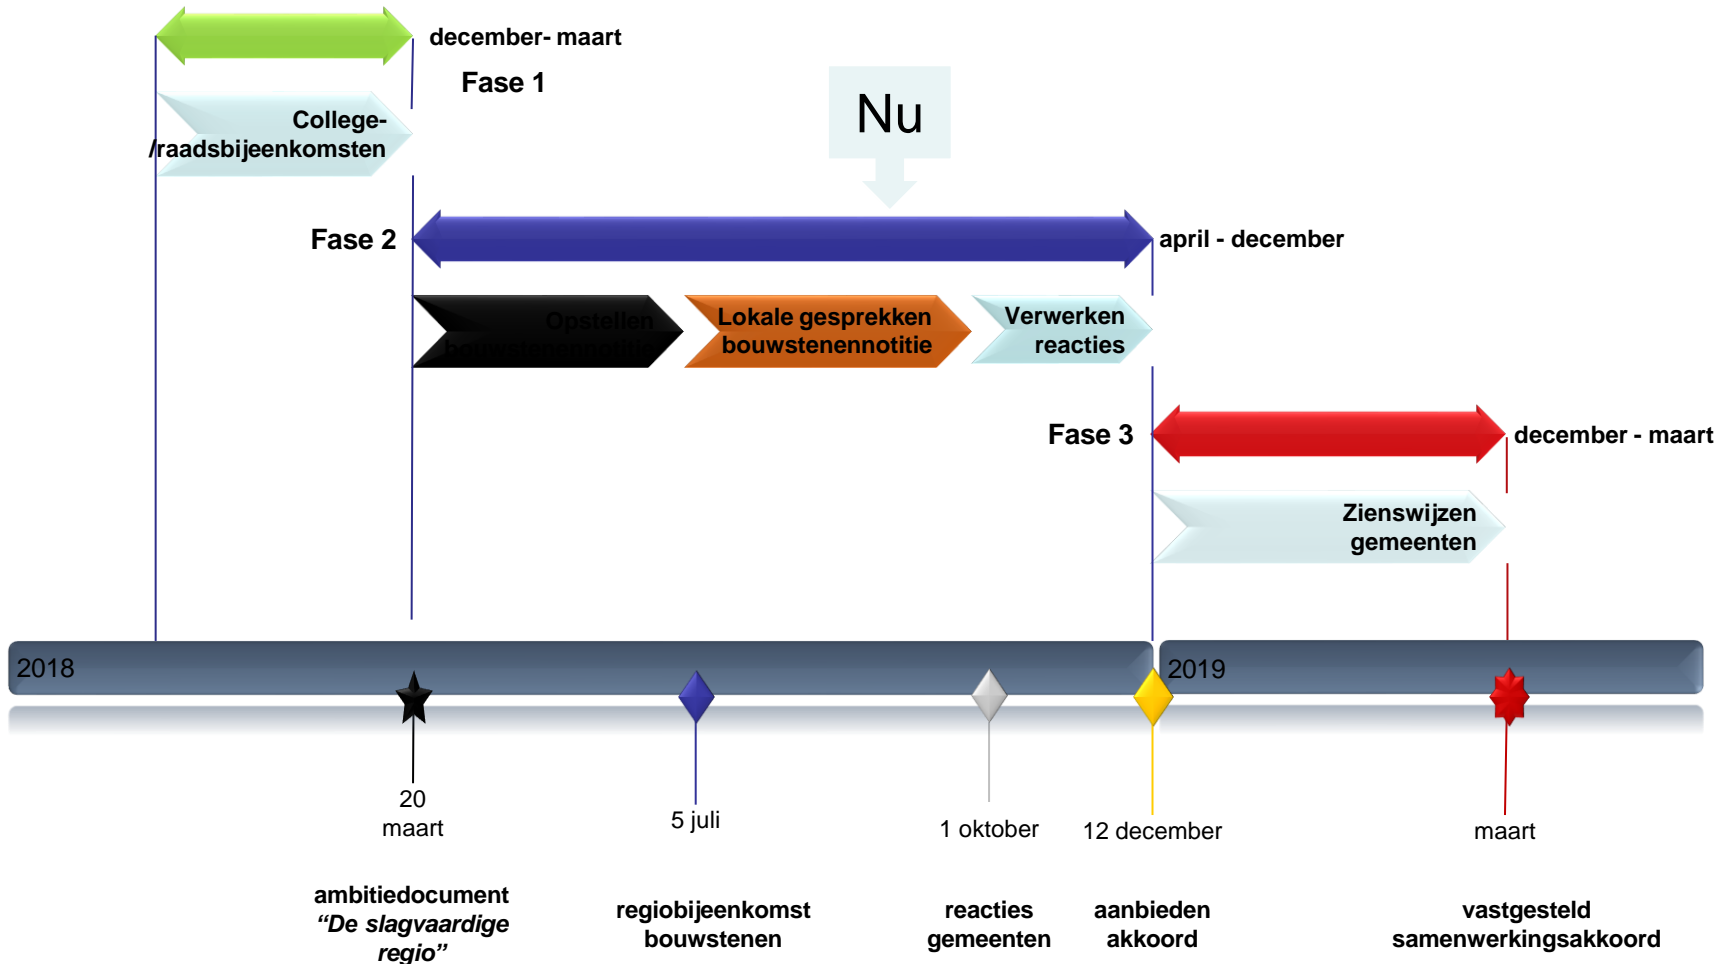 december- maart
Fase 1
College-
/raadsbijeenkomsten
Nu
Fase 2
april - december
Opstellen
bouwstenennotitie
Lokale gesprekken
bouwstenennotitie
Verwerken
reacties
Fase 3
december - maart
Zienswijzen
gemeenten
2018
2019
20
maart
5 juli
1 oktober
12 december
maart
ambitiedocument
“De slagvaardige
regio”
regiobijeenkomst
bouwstenen
reacties
gemeenten
aanbieden
akkoord
vastgesteld
samenwerkingsakkoord